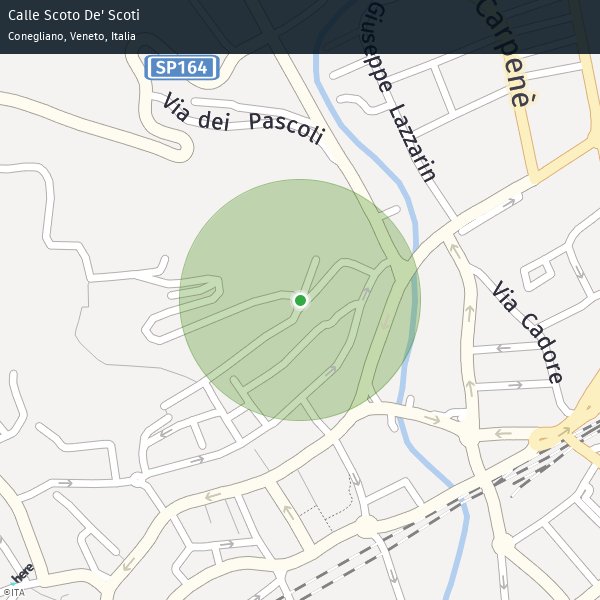 Calle Scoto De' Scoti
Conegliano, Veneto, Italia
SP164
Via dei Pascoli
Giuseppe Lazzarin
Carpenè
Via Cadore
here
©ITA